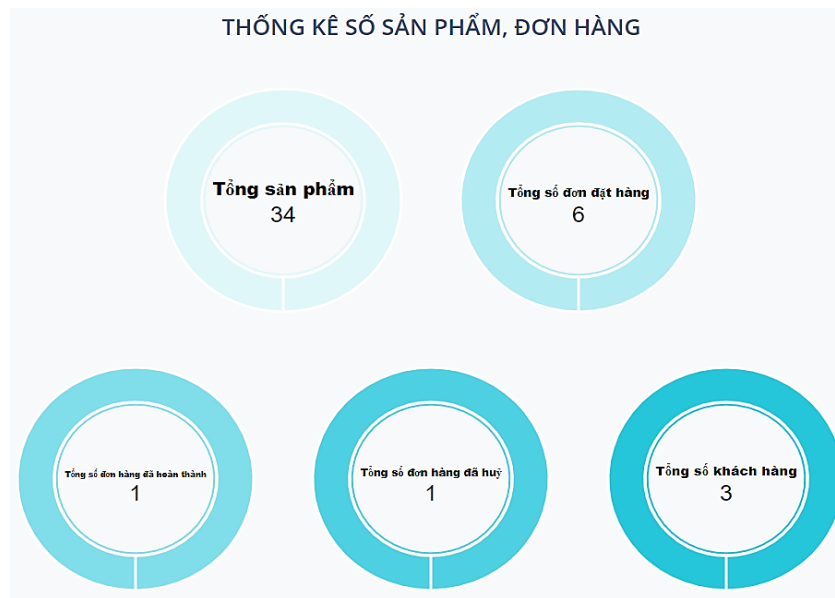 THỐNG KÊ SỐ SẢN PHẨM, ĐƠN HÀNG
Tổng sản phẩm
34
Tổng số đơn đặt hàng
6
Tổng số đơn hàng đã hoàn thành
1
Tổng số đơn hàng đã huỷ
1
Tổng số khách hàng
3